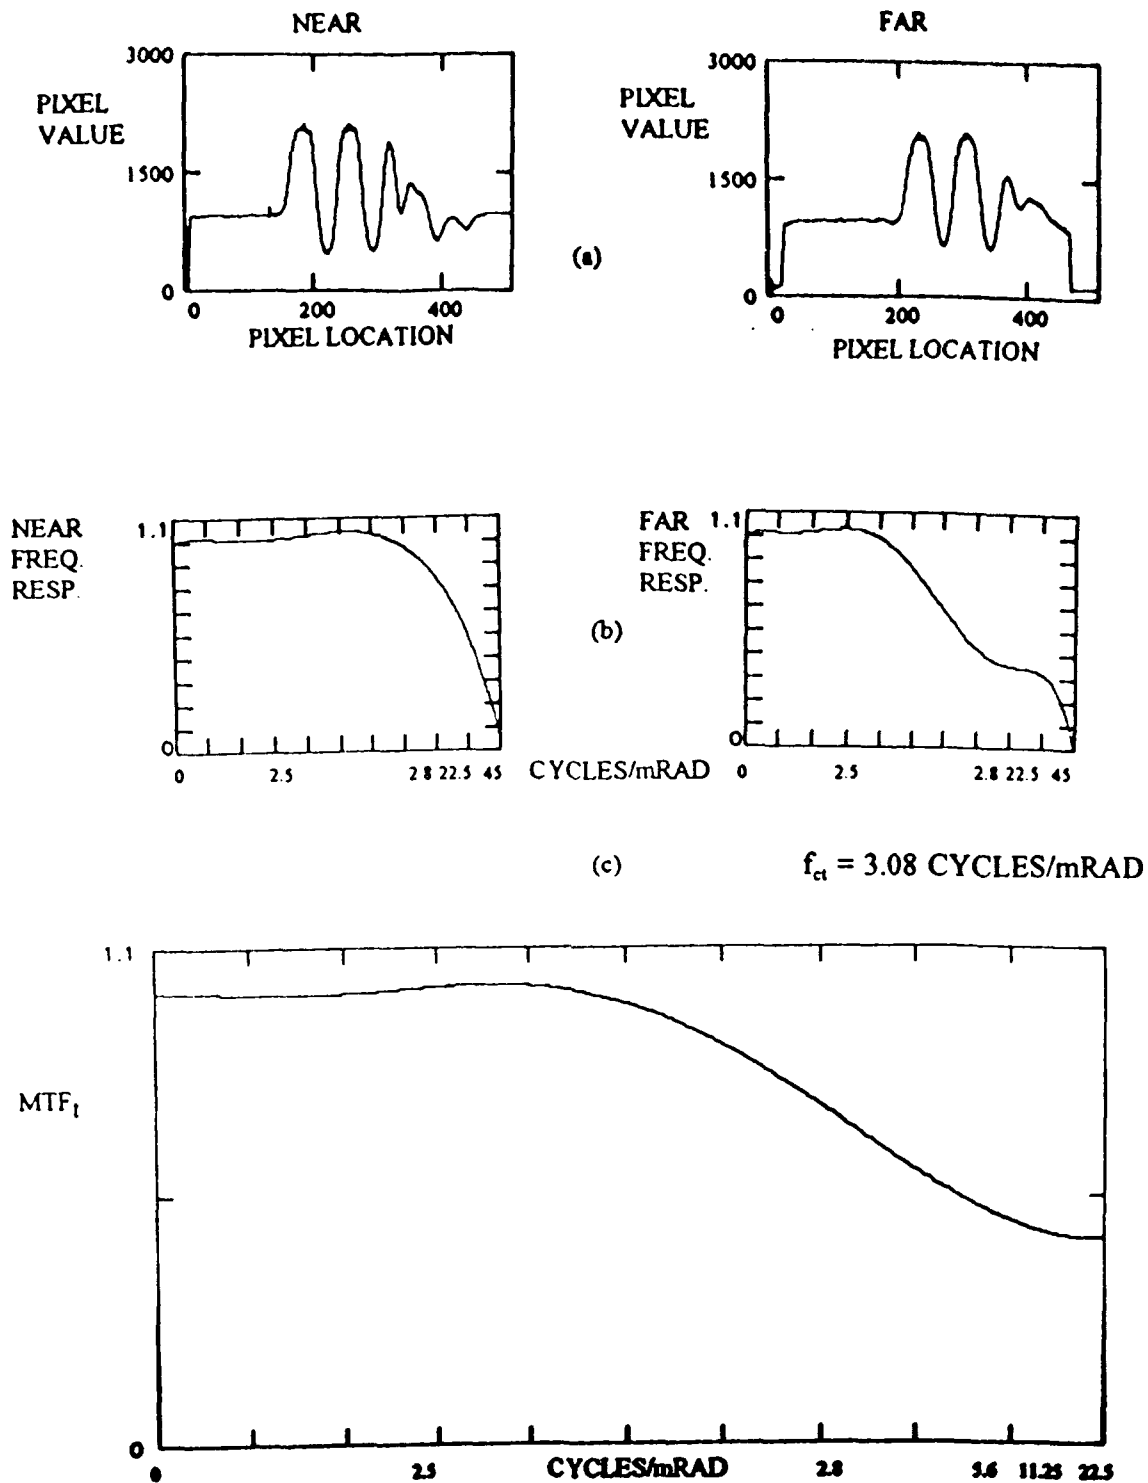 NEAR
FAR
3000
PIXEL
VALUE
1500
0
0 200 400
PIXEL LOCATION
(a)
3000
PIXEL
VALUE
1500
0
0 200 400
PIXEL LOCATION
NEAR
FREQ.
RESP.
1.1
0
0 2.5 2.8 22.5 45
CYCLES/mRAD
(b)
FAR
FREQ.
RESP.
1.1
0
0 2.5 2.8 22.5 45
(c)
fct = 3.08 CYCLES/mRAD
1.1
MTFt
0
0 2.5 CYCLES/mRAD 2.8 5.6 11.25 22.5